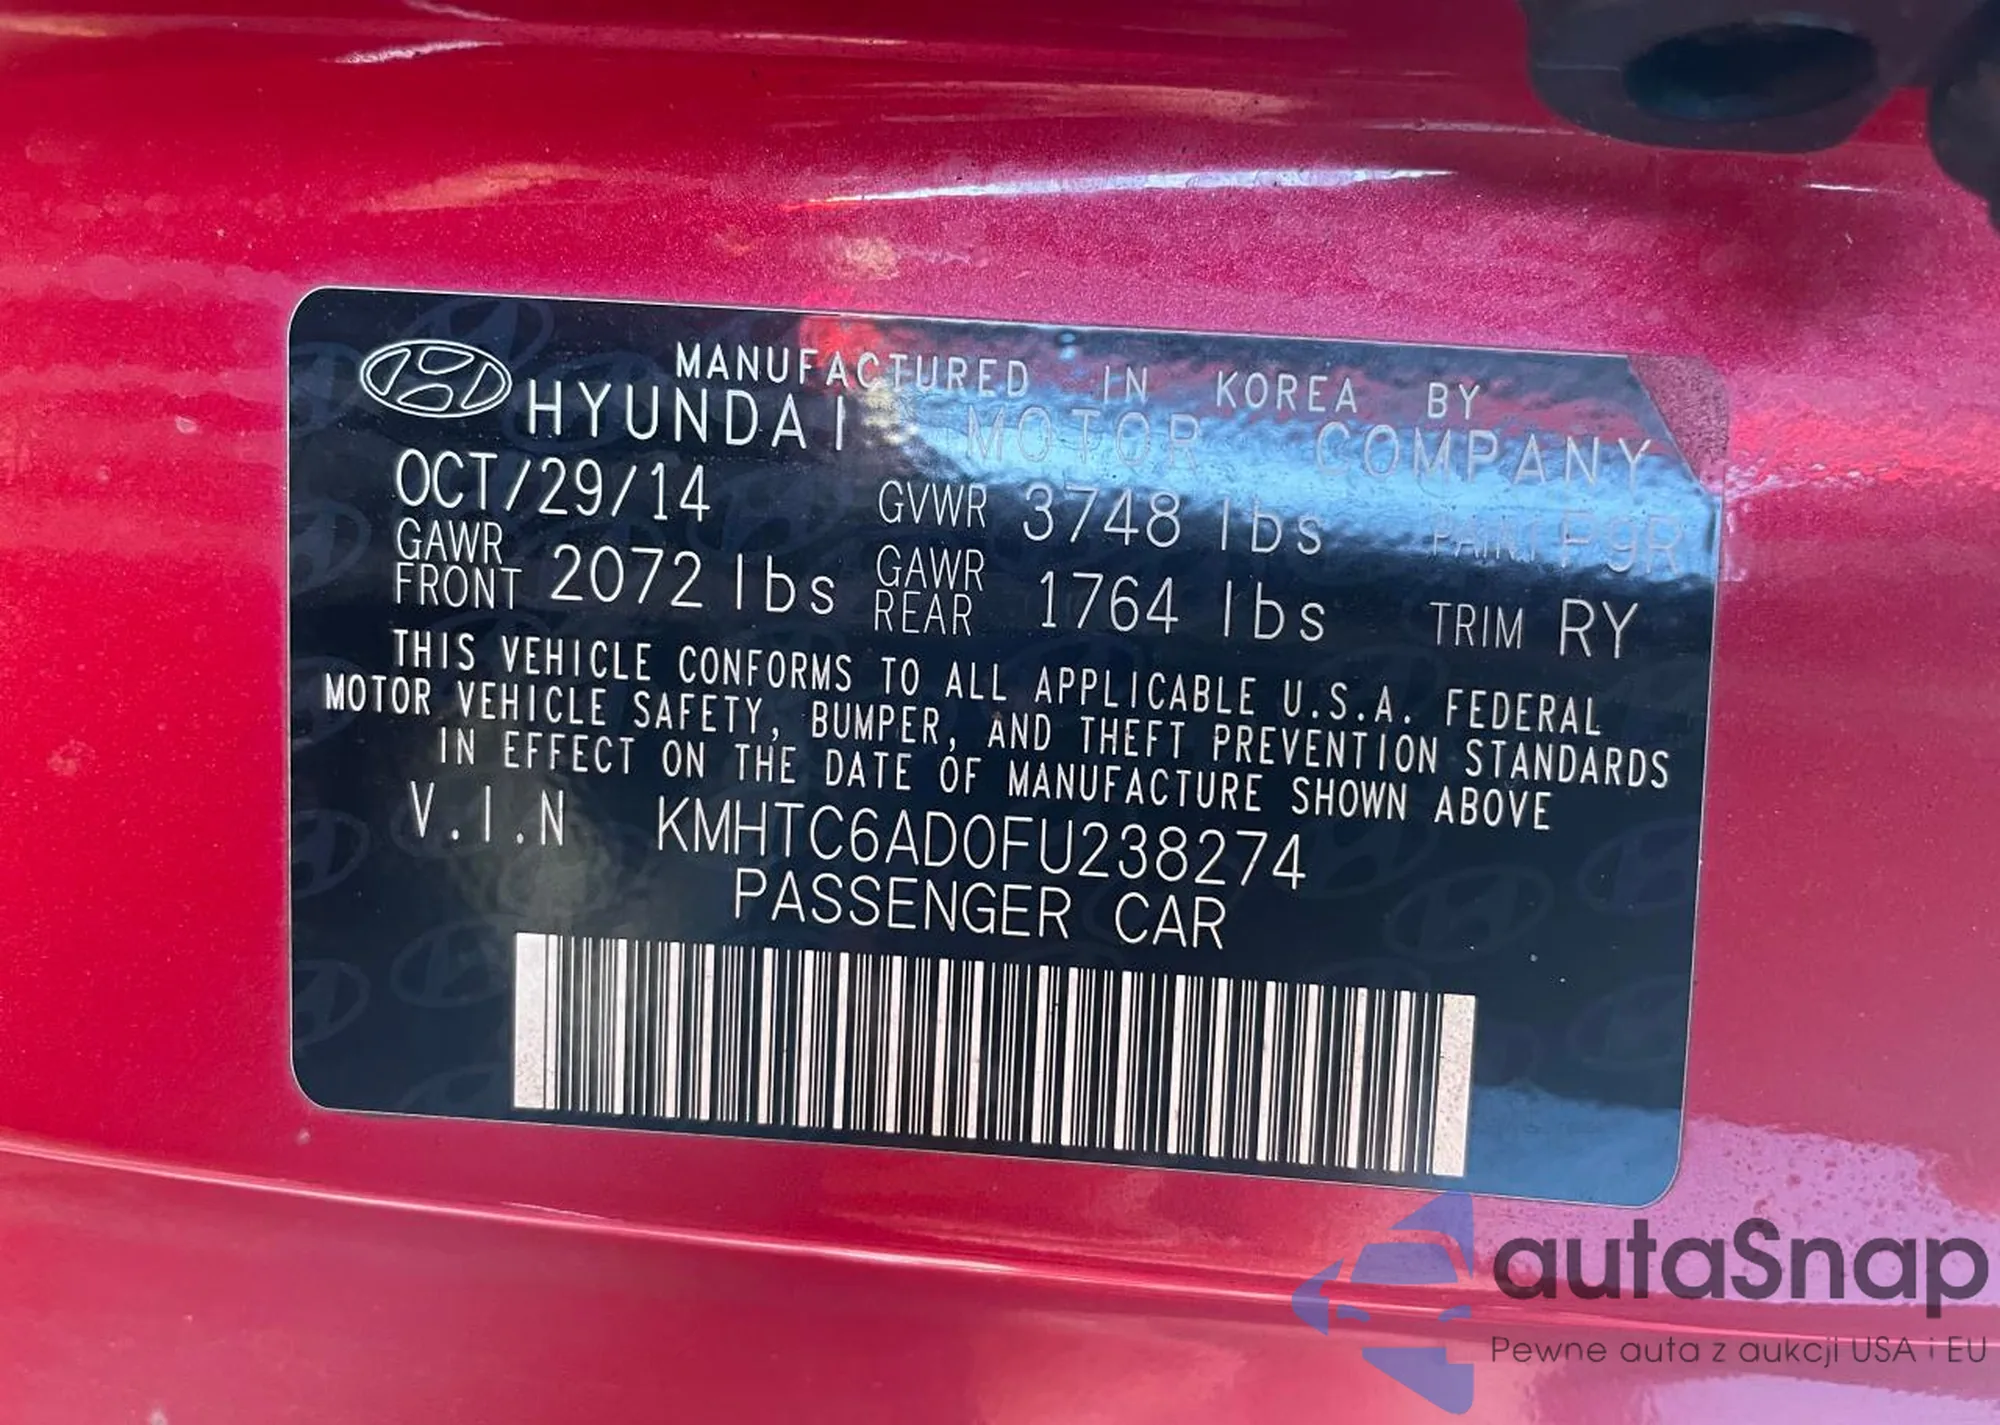 MANUFACTURED IN KOREA BY
HYUNDAI MOTOR COMPANY
OCT/29/14 GVWR 3748 lbs PAINT P9R
GAWR FRONT 2072 lbs GAWR REAR 1764 lbs TRIM RY
THIS VEHICLE CONFORMS TO ALL APPLICABLE U.S.A. FEDERAL
MOTOR VEHICLE SAFETY, BUMPER, AND THEFT PREVENTION STANDARDS
IN EFFECT ON THE DATE OF MANUFACTURE SHOWN ABOVE
V.I.N KMHTC6AD0FU238274
PASSENGER CAR
autaSnap
Pewne auta z aukcji USA i EU